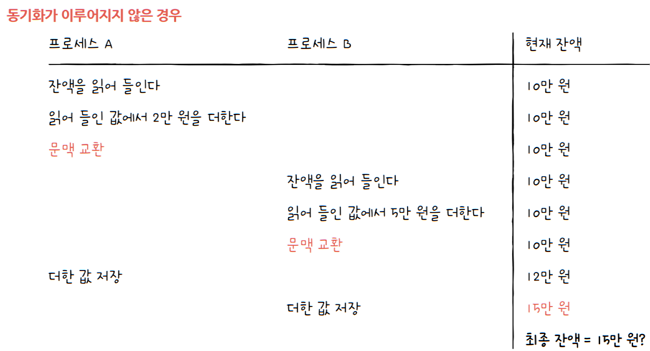 동기화가 이루어지지 않은 경우
프로세스 A 프로세스 B 현재 잔액
잔액을 읽어 들인다 10만 원
읽어 들인 값에서 2만 원을 더한다 10만 원
문맥 교환 10만 원
잔액을 읽어 들인다 10만 원
읽어 들인 값에서 5만 원을 더한다 10만 원
문맥 교환 10만 원
더한 값 저장 12만 원
더한 값 저장 15만 원
최종 잔액 = 15만 원?